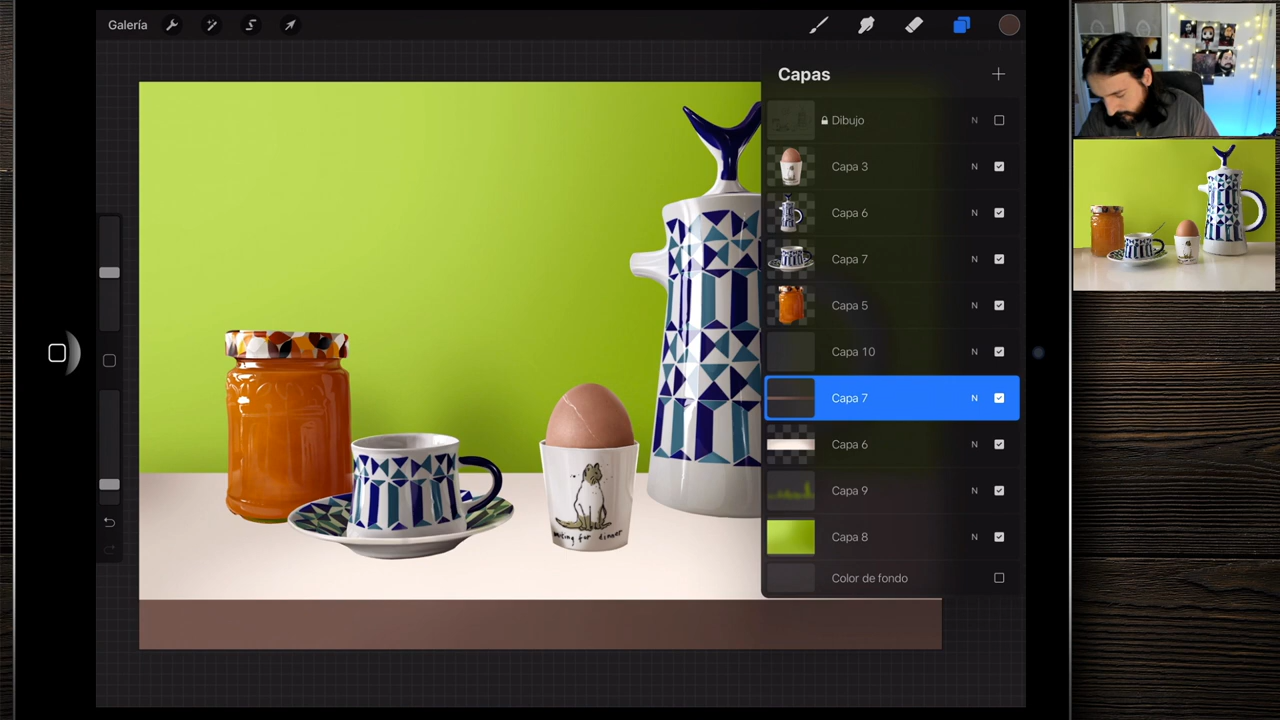 Galería
Capas
Dibujo N
Capa 3 N
Capa 6 N
Capa 7 N
Capa 5 N
Capa 10 N
Capa 7 N
Capa 6 N
Capa 9 N
Capa 8 N
Color de fondo
waiting for dinner